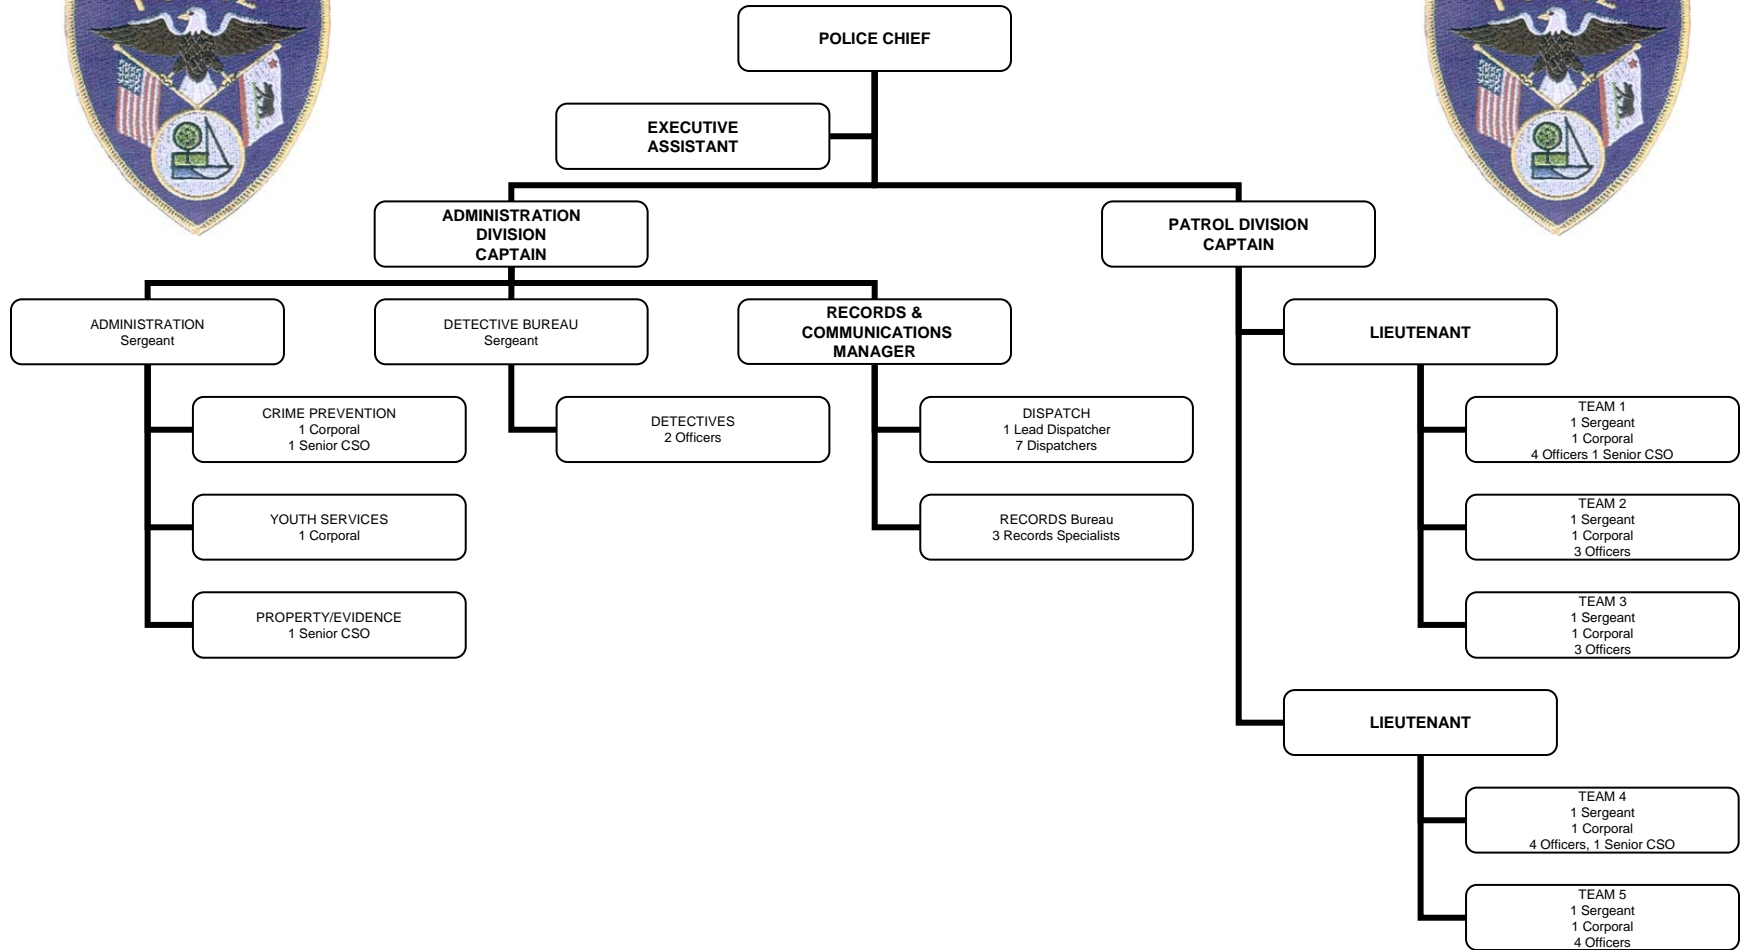 POLICE CHIEF
EXECUTIVE
ASSISTANT
ADMINISTRATION
DIVISION
CAPTAIN
PATROL DIVISION
CAPTAIN
ADMINISTRATION
Sergeant
DETECTIVE BUREAU
Sergeant
RECORDS &
COMMUNICATIONS
MANAGER
LIEUTENANT
CRIME PREVENTION
1 Corporal
1 Senior CSO
DETECTIVES
2 Officers
DISPATCH
1 Lead Dispatcher
7 Dispatchers
TEAM 1
1 Sergeant
1 Corporal
4 Officers 1 Senior CSO
YOUTH SERVICES
1 Corporal
RECORDS Bureau
3 Records Specialists
TEAM 2
1 Sergeant
1 Corporal
3 Officers
PROPERTY/EVIDENCE
1 Senior CSO
TEAM 3
1 Sergeant
1 Corporal
3 Officers
LIEUTENANT
TEAM 4
1 Sergeant
1 Corporal
4 Officers, 1 Senior CSO
TEAM 5
1 Sergeant
1 Corporal
4 Officers